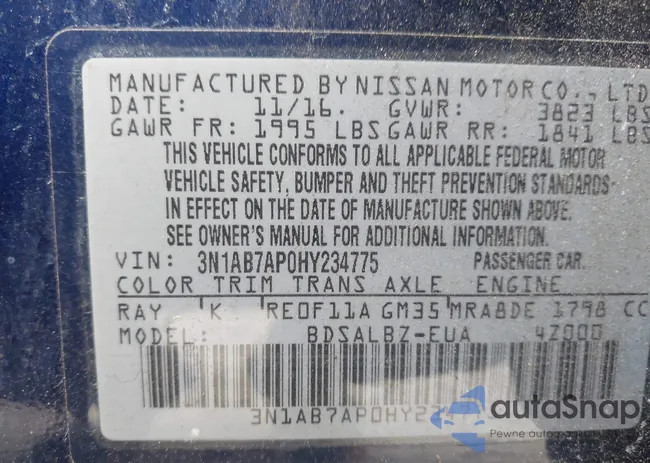 MANUFACTURED BY NISSAN MOTOR CO., LTD
DATE: 11/16. GVWR: 3823 LBS
GAWR FR: 1995 LBS GAWR RR: 1841 LBS
THIS VEHICLE CONFORMS TO ALL APPLICABLE FEDERAL MOTOR
VEHICLE SAFETY, BUMPER AND THEFT PREVENTION STANDARDS
IN EFFECT ON THE DATE OF MANUFACTURE SHOWN ABOVE.
SEE OWNER'S MANUAL FOR ADDITIONAL INFORMATION.
VIN: 3N1AB7AP0HY234775 PASSENGER CAR.
COLOR TRIM TRANS AXLE ENGINE
RAY K RE0F11A GM35 MRA8DE 1798 CC
BDSALBZ-EUA 4Z000
3N1AB7AP0HY234
autoSnap
Pewne auto